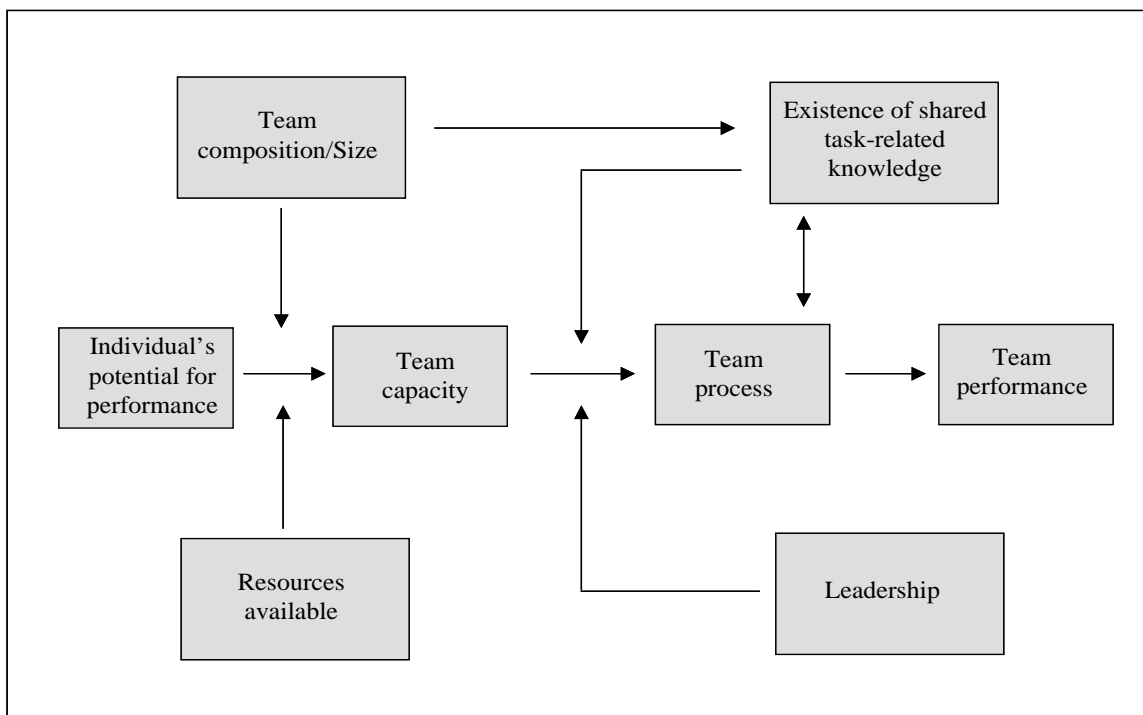 Team
composition/Size
Existence of shared
task-related
knowledge
Individual’s
potential for
performance
Team
capacity
Team
process
Team
performance
Resources
available
Leadership